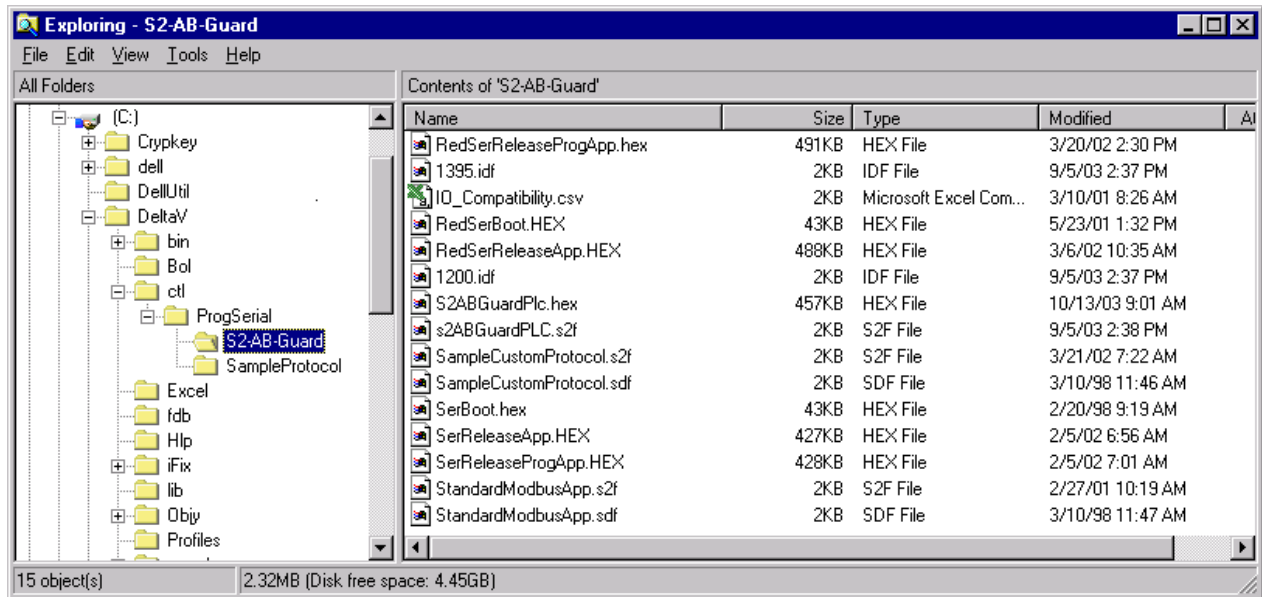 Exploring - S2-AB-Guard
File Edit View Tools Help
All Folders
Contents of 'S2-AB-Guard'
(C:)
Crypkey
dell
DellUtil
DeltaV
bin
Bol
ctl
ProgSerial
S2-AB-Guard
SampleProtocol
Excel
fdb
Hlp
iFix
lib
Objy
Profiles
Name Size Type Modified
RedSerReleaseProgApp.hex 491KB HEX File 3/20/02 2:30 PM
1395.idf 2KB IDF File 9/5/03 2:37 PM
IO_Compatibility.csv 2KB Microsoft Excel Com... 3/10/01 8:26 AM
RedSerBoot.HEX 43KB HEX File 5/23/01 1:32 PM
RedSerReleaseApp.HEX 488KB HEX File 3/6/02 10:35 AM
1200.idf 2KB IDF File 9/5/03 2:37 PM
S2ABGuardPlc.hex 457KB HEX File 10/13/03 9:01 AM
s2ABGuardPLC.s2f 2KB S2F File 9/5/03 2:38 PM
SampleCustomProtocol.s2f 2KB S2F File 3/21/02 7:22 AM
SampleCustomProtocol.sdf 2KB SDF File 3/10/98 11:46 AM
SerBoot.hex 43KB HEX File 2/20/98 9:19 AM
SerReleaseApp.HEX 427KB HEX File 2/5/02 6:56 AM
SerReleaseProgApp.HEX 428KB HEX File 2/5/02 7:01 AM
StandardModbusApp.s2f 2KB S2F File 2/27/01 10:19 AM
StandardModbusApp.sdf 2KB SDF File 3/10/98 11:47 AM
15 object(s)
2.32MB (Disk free space: 4.45GB)